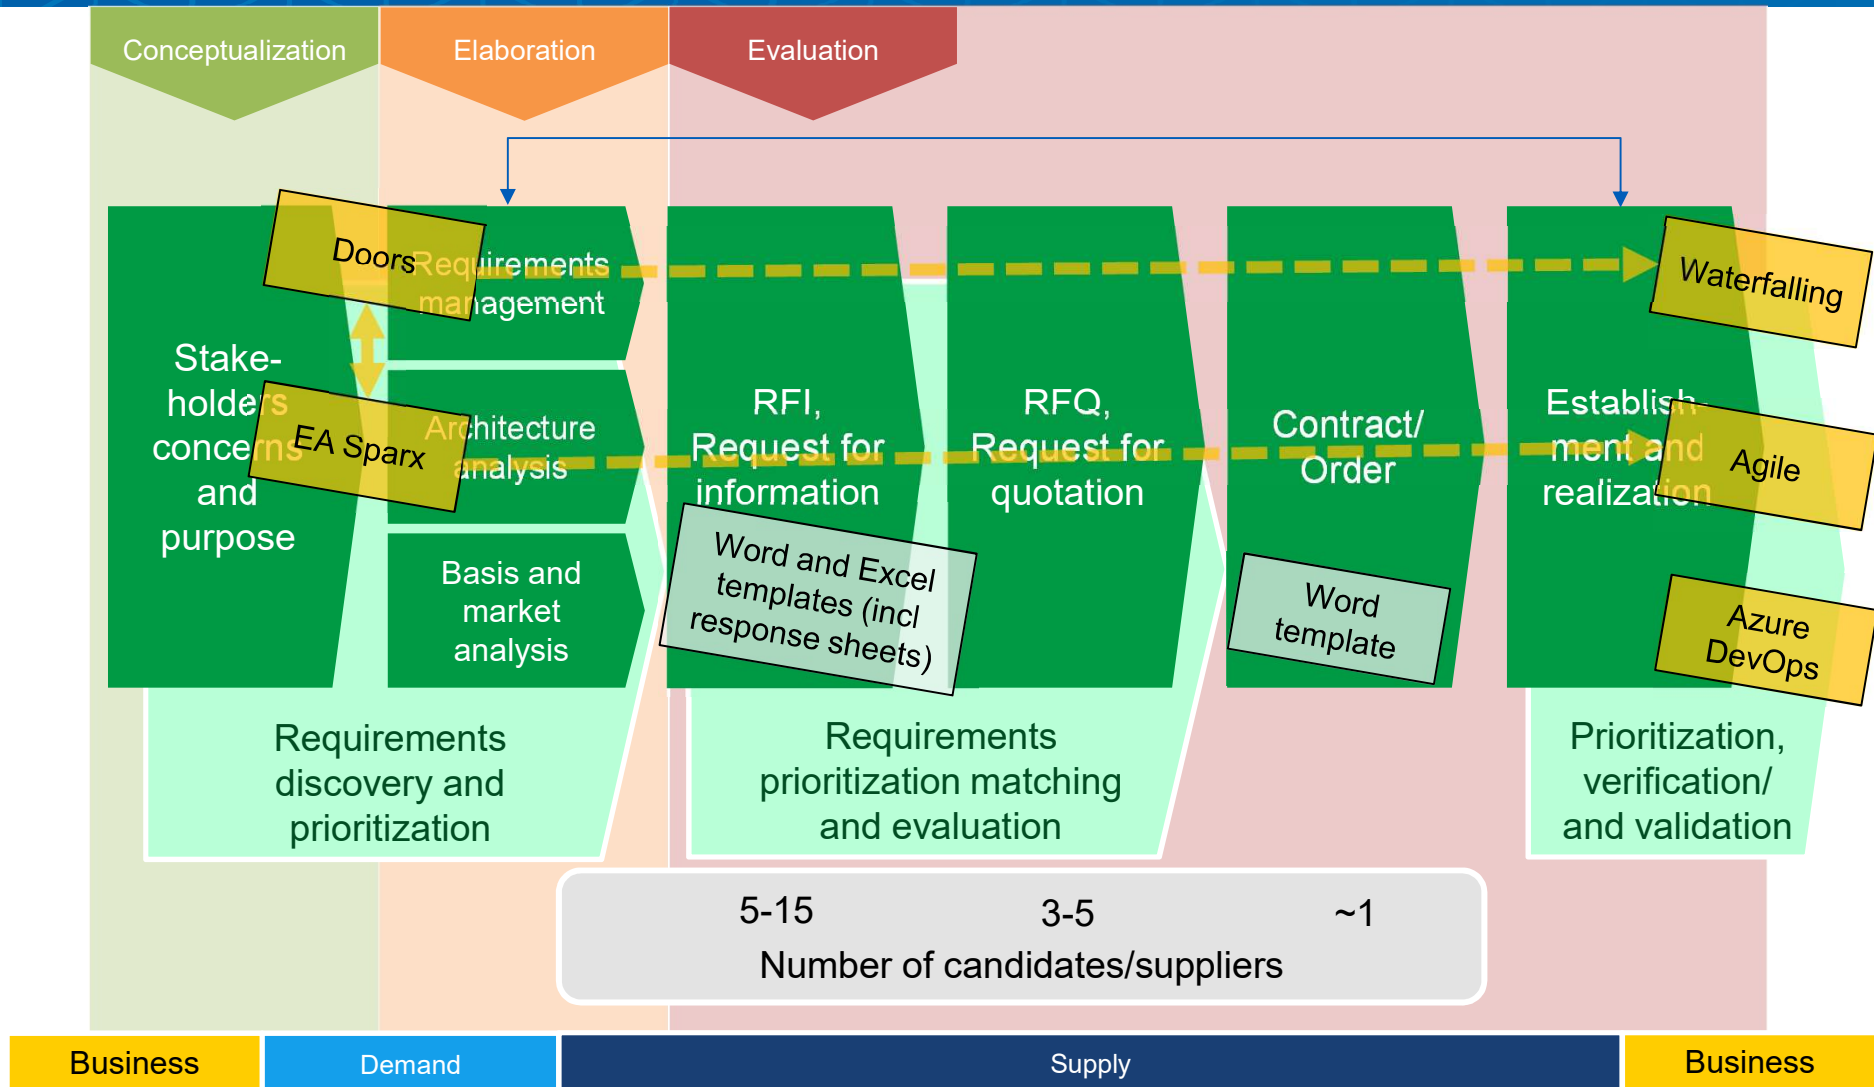 Conceptualization
Elaboration
Evaluation
Stake-
holders
concerns
and
purpose
Doors
Requirements
management
EA Sparx
Architecture
analysis
Basis and
market
analysis
RFI,
Request for
information
Word and Excel
templates (incl
response sheets)
RFQ,
Request for
quotation
Contract/
Order
Word
template
Establish-
ment and
realization
Waterfalling
Agile
Azure
DevOps
Requirements
discovery and
prioritization
Requirements
prioritization matching
and evaluation
Prioritization,
verification/
and validation
5-15
3-5
~1
Number of candidates/suppliers
Business
Demand
Supply
Business